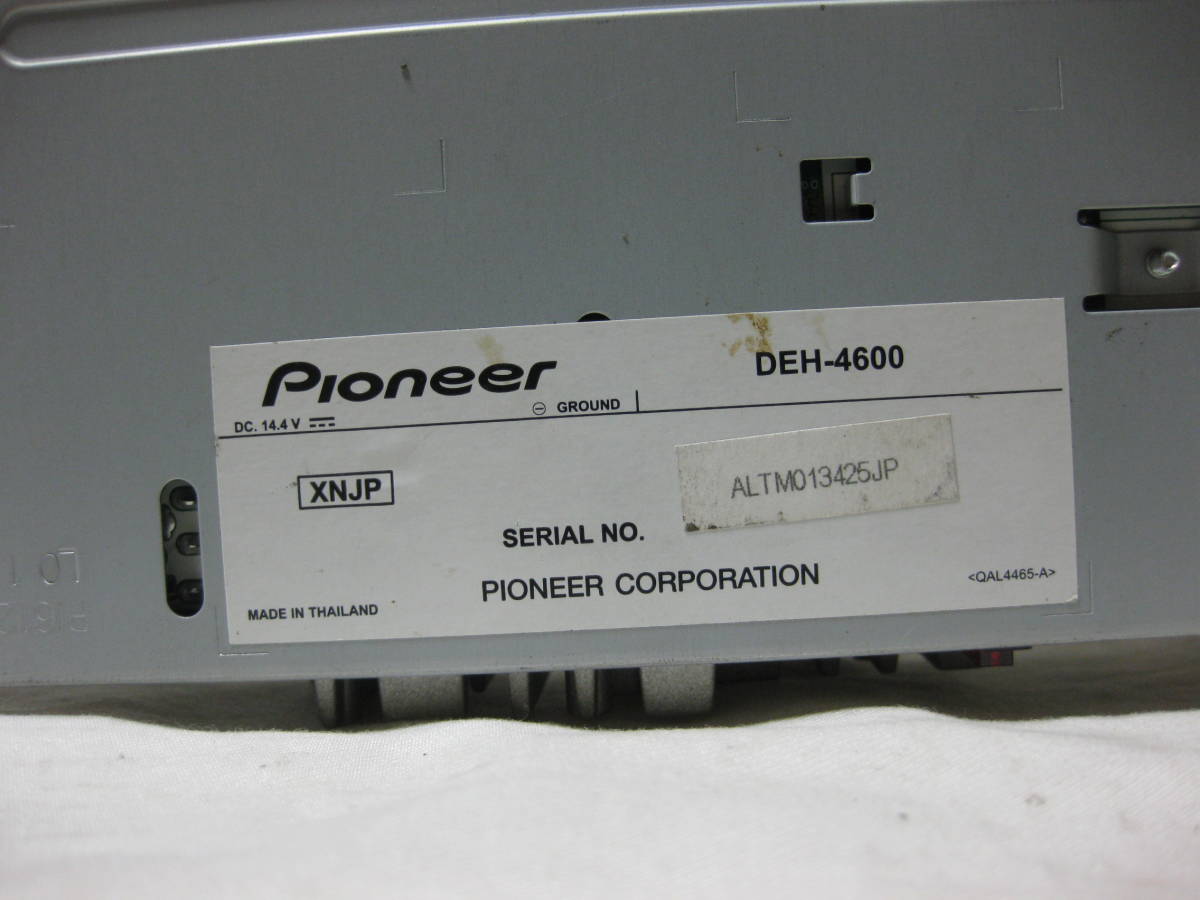 Pioneer
DEH-4600
DC. 14.4 V ⎓
⊖ GROUND
XNJP
ALTM013425JP
SERIAL NO.
PIONEER CORPORATION
<QAL4465-A>
MADE IN THAILAND